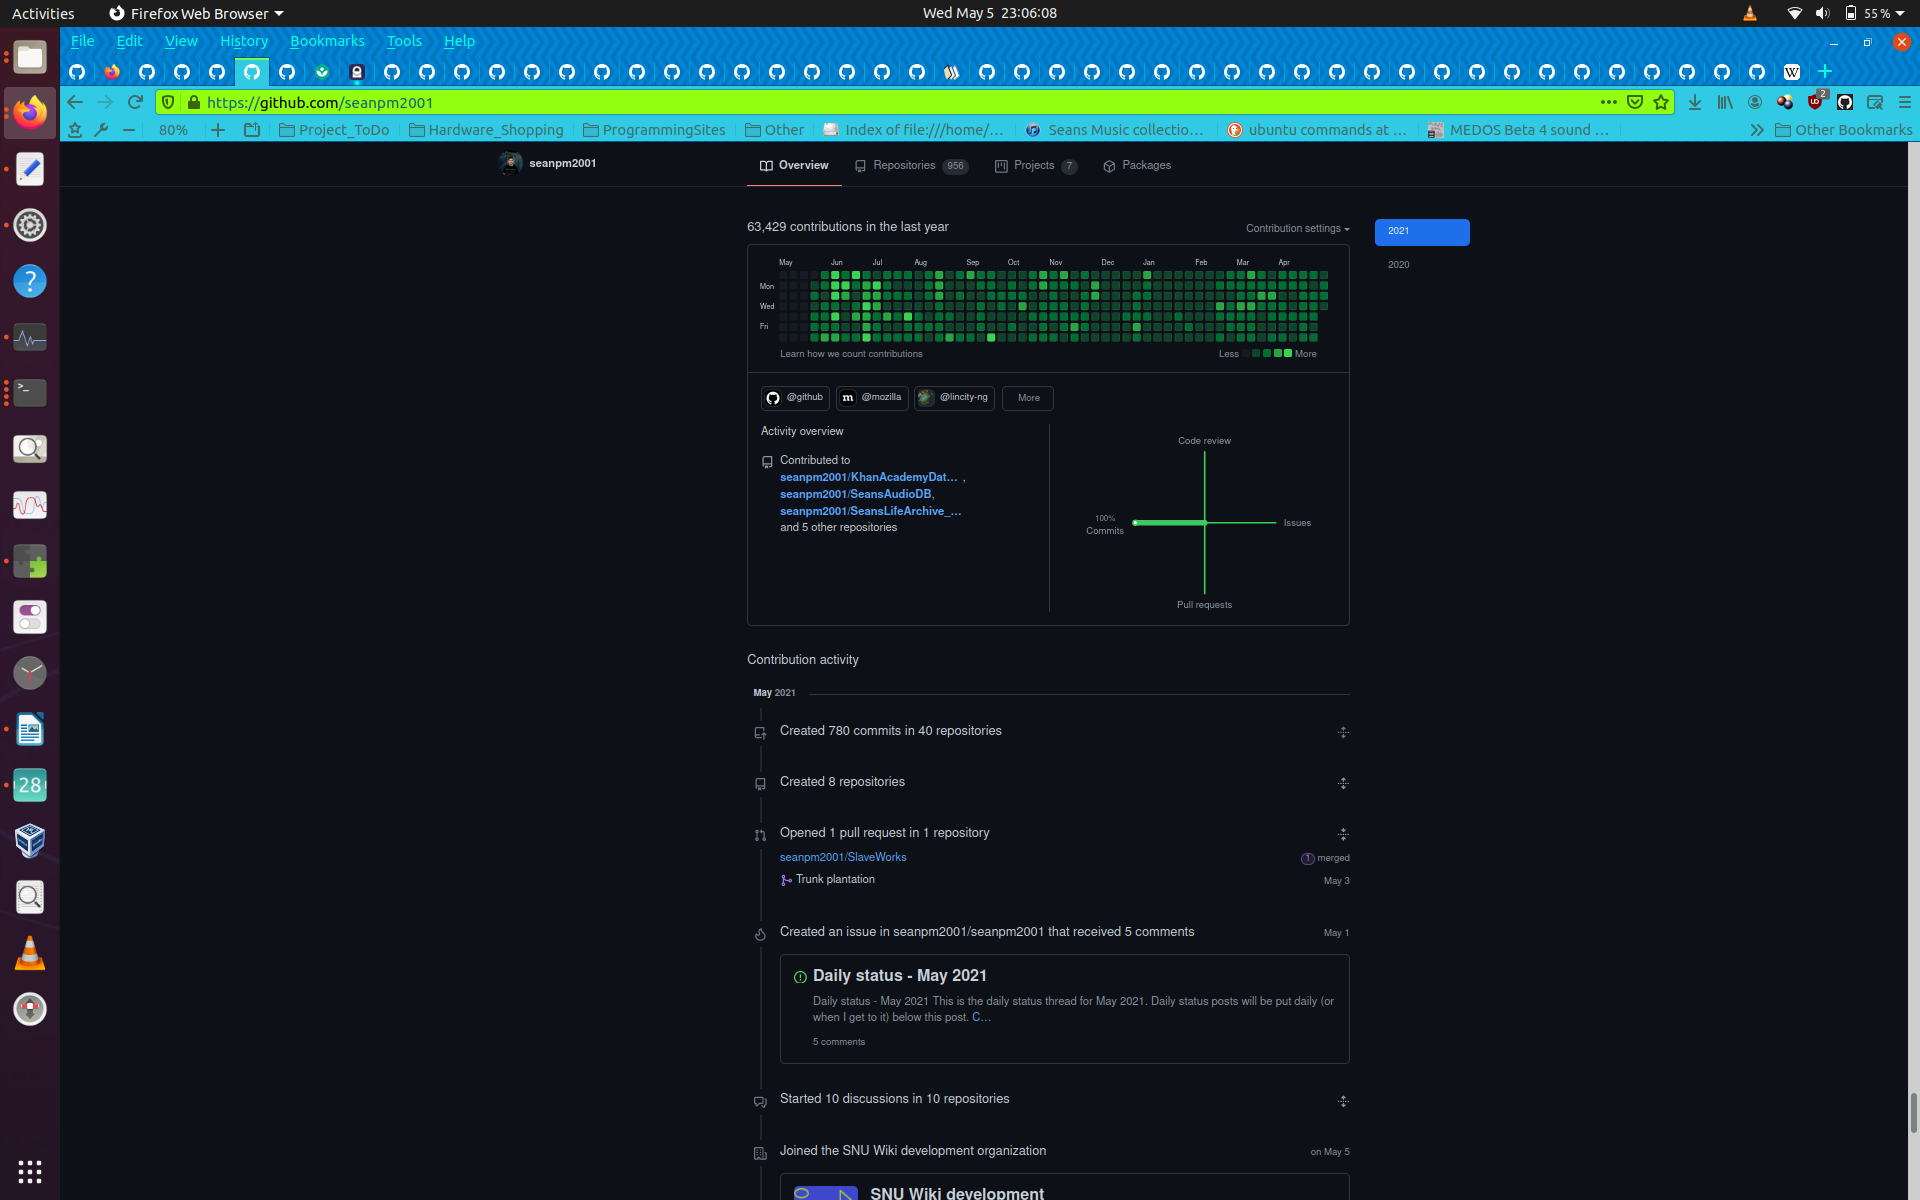 Activities
Firefox Web Browser
Wed May 5 23:06:08
55 %
File Edit View History Bookmarks Tools Help
W
https://github.com/seanpm2001
2
80%
Project_ToDo
Hardware_Shopping
ProgrammingSites
Other
Index of file:///home/...
Seans Music collectio...
ubuntu commands at ...
MEDOS Beta 4 sound ...
Other Bookmarks
seanpm2001
Overview
Repositories 956
Projects 7
Packages
63,429 contributions in the last year
Contribution settings
2021
2020
May Jun Jul Aug Sep Oct Nov Dec Jan Feb Mar Apr
Mon
Wed
Fri
Learn how we count contributions
Less More
@github
@mozilla
@lincity-ng
More
Activity overview
Contributed to
seanpm2001/KhanAcademyDat... ,
seanpm2001/SeansAudioDB,
seanpm2001/SeansLifeArchive_...
and 5 other repositories
Code review
100%
Commits
Issues
Pull requests
Contribution activity
May 2021
Created 780 commits in 40 repositories
Created 8 repositories
Opened 1 pull request in 1 repository
seanpm2001/SlaveWorks
1 merged
Trunk plantation
May 3
Created an issue in seanpm2001/seanpm2001 that received 5 comments
May 1
Daily status - May 2021
Daily status - May 2021 This is the daily status thread for May 2021. Daily status posts will be put daily (or
when I get to it) below this post. C...
5 comments
Started 10 discussions in 10 repositories
Joined the SNU Wiki development organization
on May 5
SNU Wiki development
28